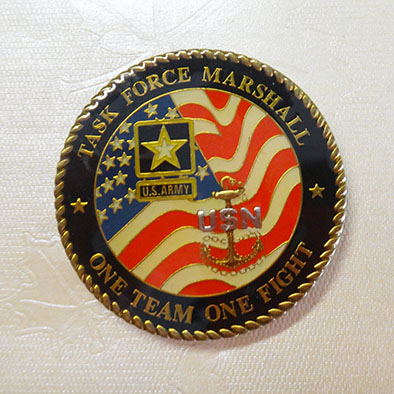 TASK FORCE MARSHALL
U.S. ARMY
USN
ONE TEAM ONE FIGHT